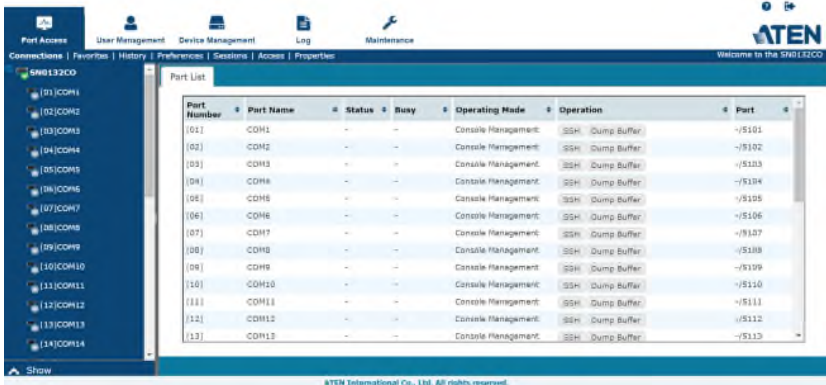 Port Access User Management Device Management Log Maintenance
ATEN
Connections | Favorites | History | Preferences | Sessions | Access | Properties
Welcome to the SN0132CO
SN0132CO
[01]COM1
[02]COM2
[03]COM3
[04]COM4
[05]COM5
[06]COM6
[07]COM7
[08]COM8
[09]COM9
[10]COM10
[11]COM11
[12]COM12
[13]COM13
[14]COM14
Show
Port List
Port Number Port Name Status Busy Operating Mode Operation Port
[01] COM1 - - Console Management SSH Dump Buffer -/5101
[02] COM2 - - Console Management SSH Dump Buffer -/5102
[03] COM3 - - Console Management SSH Dump Buffer -/5103
[04] COM4 - - Console Management SSH Dump Buffer -/5104
[05] COM5 - - Console Management SSH Dump Buffer -/5105
[06] COM6 - - Console Management SSH Dump Buffer -/5106
[07] COM7 - - Console Management SSH Dump Buffer -/5107
[08] COM8 - - Console Management SSH Dump Buffer -/5108
[09] COM9 - - Console Management SSH Dump Buffer -/5109
[10] COM10 - - Console Management SSH Dump Buffer -/5110
[11] COM11 - - Console Management SSH Dump Buffer -/5111
[12] COM12 - - Console Management SSH Dump Buffer -/5112
[13] COM13 - - Console Management SSH Dump Buffer -/5113
ATEN International Co., Ltd. All rights reserved.